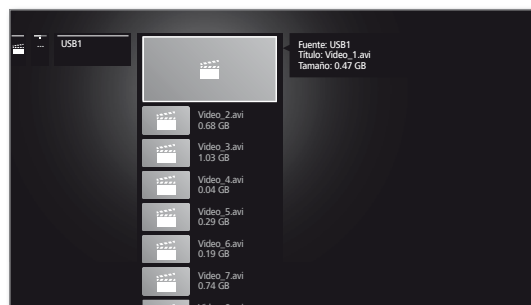 ...
USB1
Fuente: USB1
Título: Video_1.avi
Tamaño: 0.47 GB
Video_2.avi
0.68 GB
Video_3.avi
1.03 GB
Video_4.avi
0.04 GB
Video_5.avi
0.29 GB
Video_6.avi
0.19 GB
Video_7.avi
0.74 GB